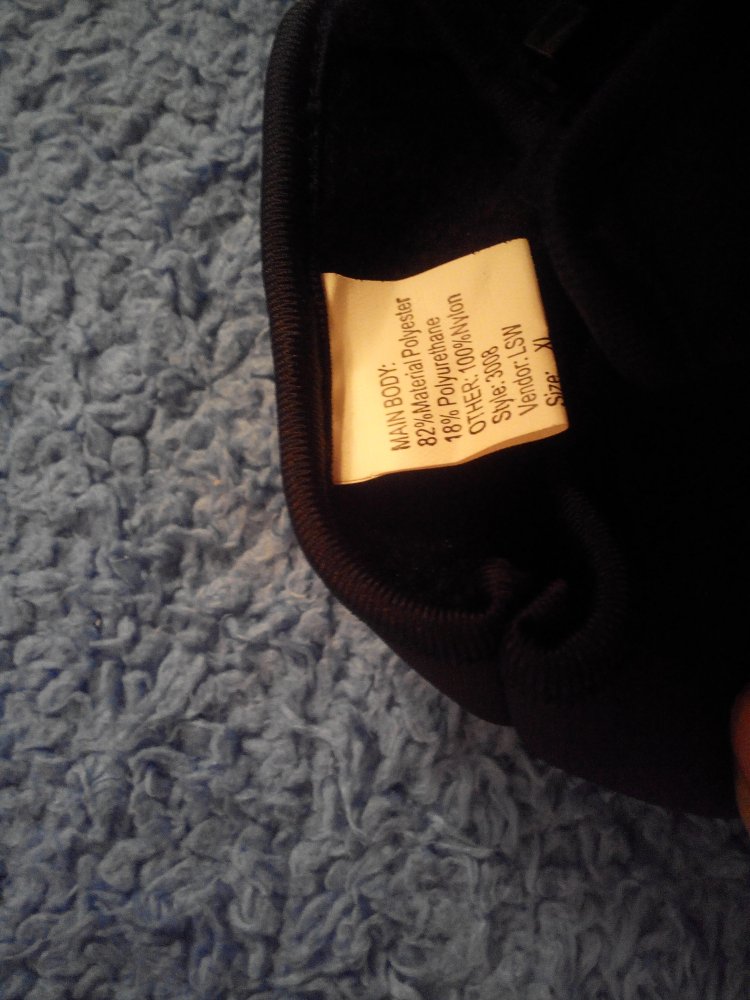 MAIN BODY:
82%Material Polyester
18% Polyurethane
OTHER: 100%Nylon
Style: 3008
Vendor: LSW
Size: XL